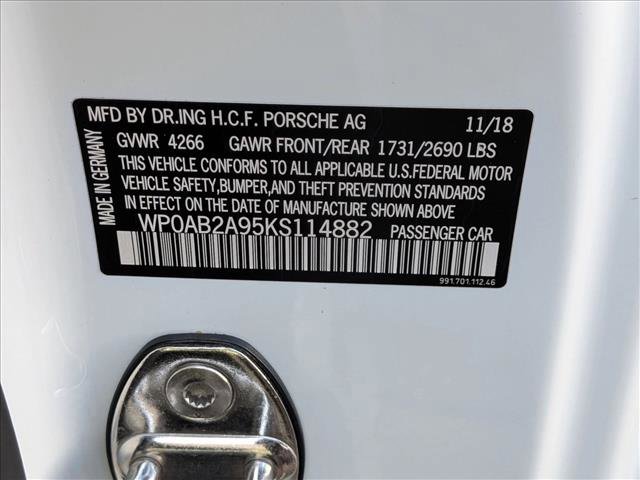 MFD BY DR.ING H.C.F. PORSCHE AG 11/18
GVWR 4266 GAWR FRONT/REAR 1731/2690 LBS
THIS VEHICLE CONFORMS TO ALL APPLICABLE U.S.FEDERAL MOTOR
VEHICLE SAFETY,BUMPER,AND THEFT PREVENTION STANDARDS
IN EFFECT ON THE DATE OF MANUFACTURE SHOWN ABOVE
WP0AB2A95KS114882 PASSENGER CAR
991.701.112.46
MADE IN GERMANY